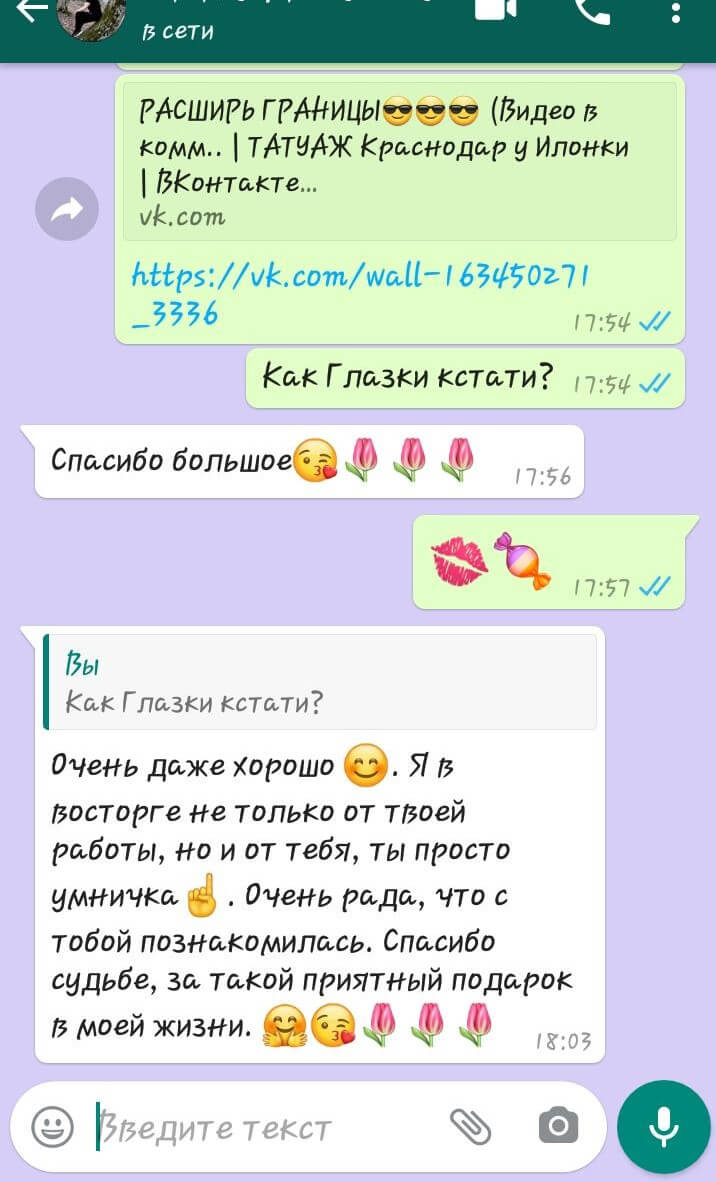 в сети
РАСШИРЬ ГРАНИЦЫ😎😎😎 (Видео в
комм.. | ТАТУАЖ Краснодар у Илонки
| ВКонтакте...
vk.com
https://vk.com/wall-163450271
_3336
17:54
Как Глазки кстати?
17:54
Спасибо большое😘🌷🌷🌷
17:56
💋🍬
17:57
Вы
Как Глазки кстати?
Очень даже хорошо 😊. Я в
восторге не только от твоей
работы, но и от тебя, ты просто
умничка☝. Очень рада, что с
тобой познакомилась. Спасибо
судьбе, за такой приятный подарок
в моей жизни. 🤗😘🌷🌷🌷
18:03
Введите текст